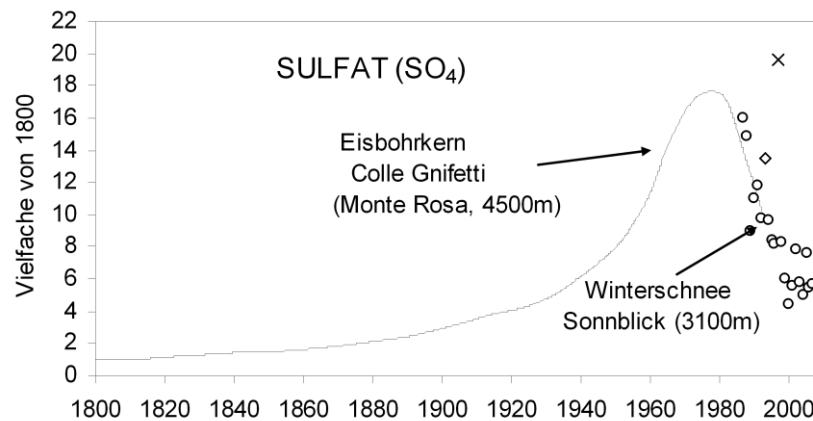 SULFAT (SO₄)
Vielfache von 1800
22
20
18
16
14
12
10
8
6
4
2
0
Eisbohrkern
Colle Gnifetti
(Monte Rosa, 4500m)
Winterschnee
Sonnblick (3100m)
1800 1820 1840 1860 1880 1900 1920 1940 1960 1980 2000